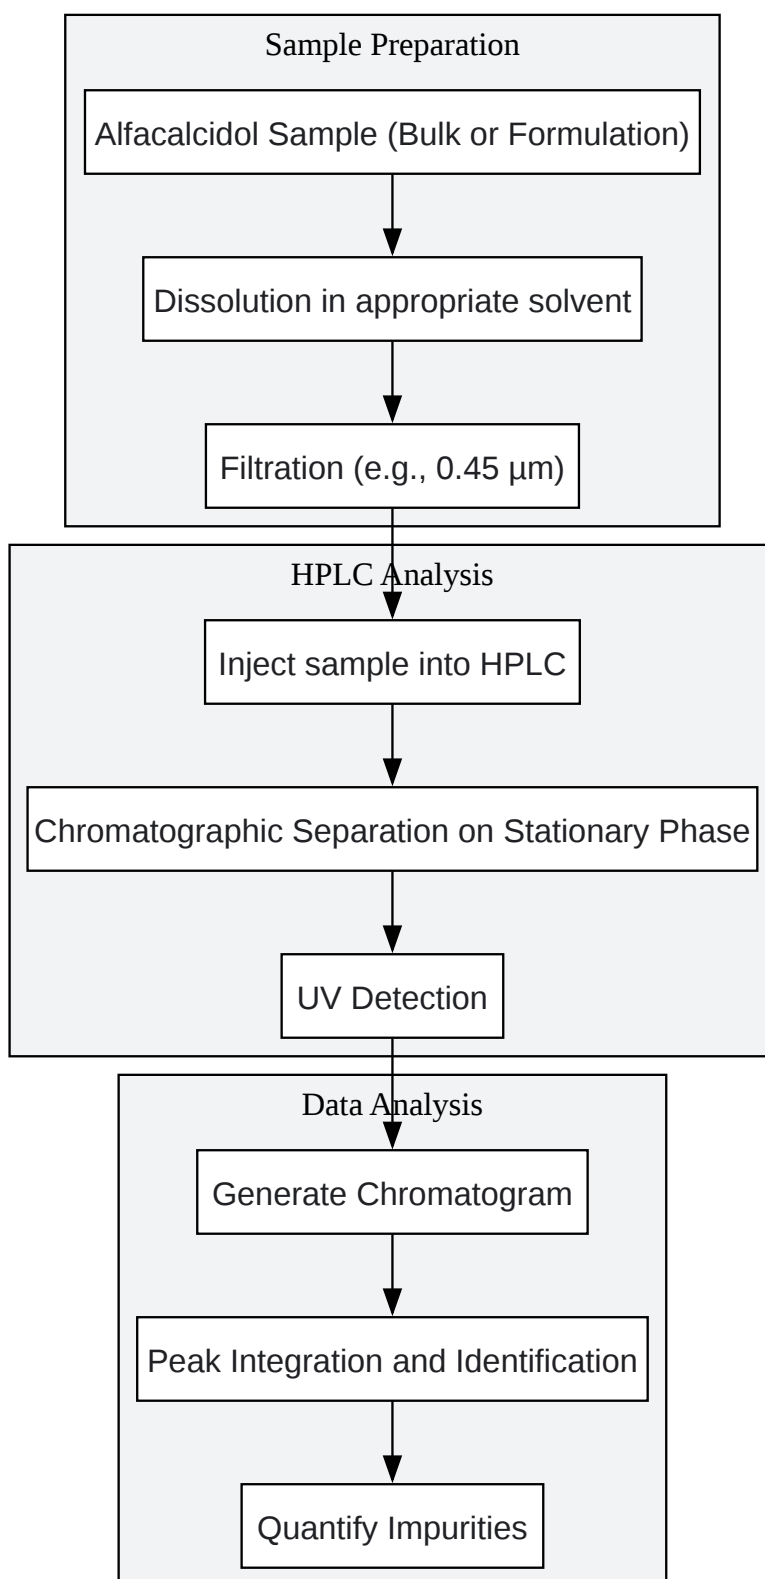 Sample Preparation
Alfacalcidol Sample (Bulk or Formulation)
Dissolution in appropriate solvent
Filtration (e.g., 0.45 µm)
HPLC Analysis
Inject sample into HPLC
Chromatographic Separation on Stationary Phase
UV Detection
Data Analysis
Generate Chromatogram
Peak Integration and Identification
Quantify Impurities